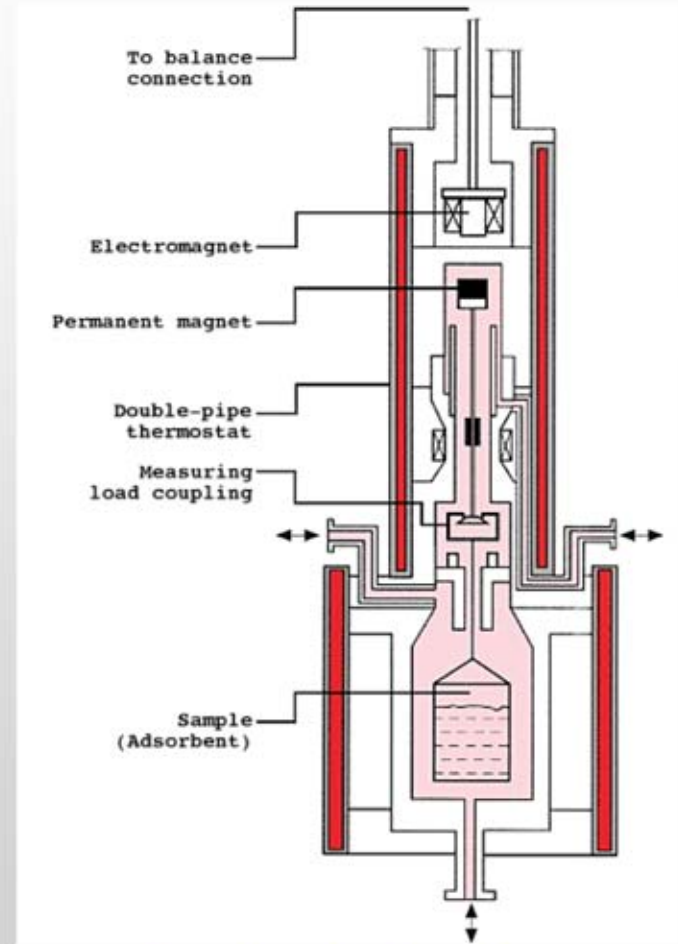 To balance
connection
Electromagnet
Permanent magnet
Double-pipe
thermostat
Measuring
load coupling
Sample
(Adsorbent)